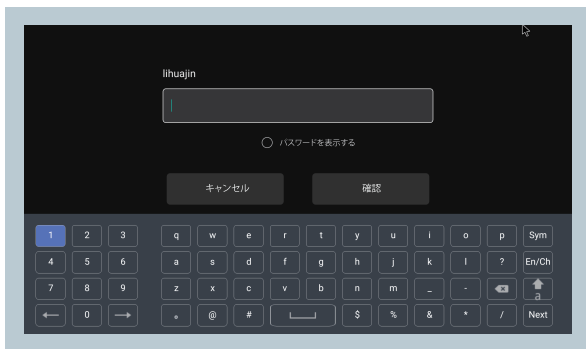 lihuajin
パスワードを表示する
キャンセル 確認
1 2 3 q w e r t y u i o p Sym
4 5 6 a s d f g h j k l ? En/Ch
7 8 9 z x c v b n m _ - a
← 0 → . @ # $ % & * / Next